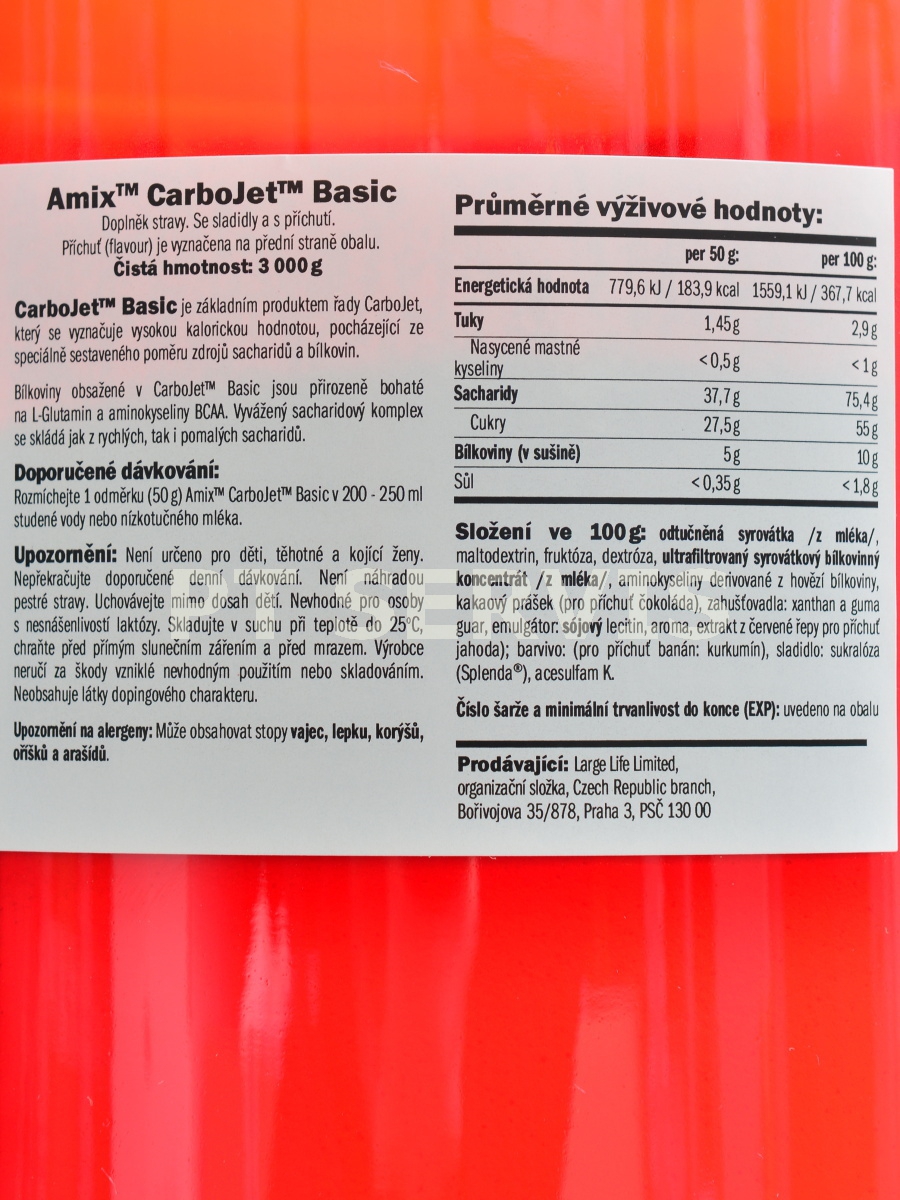 Amix™ CarboJet™ Basic
Doplněk stravy. Se sladidly a s příchutí.
Příchuť (flavour) je vyznačena na přední straně obalu.
Čistá hmotnost: 3 000 g
CarboJet™ Basic je základním produktem řady CarboJet,
který se vyznačuje vysokou kalorickou hodnotou, pocházející ze
speciálně sestaveného poměru zdrojů sacharidů a bílkovin.
Bílkoviny obsažené v CarboJet™ Basic jsou přirozeně bohaté
na L-Glutamin a aminokyseliny BCAA. Vyvážený sacharidový komplex
se skládá jak z rychlých, tak i pomalých sacharidů.
Doporučené dávkování:
Rozmíchejte 1 odměrku (50 g) Amix™ CarboJet™ Basic v 200 - 250 ml
studené vody nebo nízkotučného mléka.
Upozornění: Není určeno pro děti, těhotné a kojící ženy.
Nepřekračujte doporučené denní dávkování. Není náhradou
pestré stravy. Uchovávejte mimo dosah dětí. Nevhodné pro osoby
s nesnášenlivostí laktózy. Skladujte v suchu při teplotě do 25°C,
chraňte před přímým slunečním zářením a před mrazem. Výrobce
neručí za škody vzniklé nevhodným použitím nebo skladováním.
Neobsahuje látky dopingového charakteru.
Upozornění na alergeny: Může obsahovat stopy vajec, lepku, korýšů,
oříšků a arašídů.
Průměrné výživové hodnoty:
per 50 g: per 100 g:
Energetická hodnota 779,6 kJ / 183,9 kcal 1559,1 kJ / 367,7 kcal
Tuky 1,45 g 2,9 g
Nasycené mastné
kyseliny <0,5 g <1 g
Sacharidy 37,7 g 75,4 g
Cukry 27,5 g 55 g
Bílkoviny (v sušině) 5 g 10 g
Sůl <0,35 g <1,8 g
Složení ve 100 g: odtučněná syrovátka /z mléka/,
maltodextrin, fruktóza, dextróza, ultrafiltrovaný syrovátkový bílkovinný
koncentrát /z mléka/, aminokyseliny derivované z hovězí bílkoviny,
kakaový prášek (pro příchuť čokoláda), zahušťovadla: xanthan a guma
guar, emulgátor: sójový lecitin, aroma, extrakt z červené řepy pro příchuť
jahoda); barvivo: (pro příchuť banán: kurkumín), sladidlo: sukralóza
(Splenda®), acesulfam K.
Číslo šarže a minimální trvanlivost do konce (EXP): uvedeno na obalu
Prodávající: Large Life Limited,
organizační složka, Czech Republic branch,
Bořivojova 35/878, Praha 3, PSČ 130 00
PT SERVIS